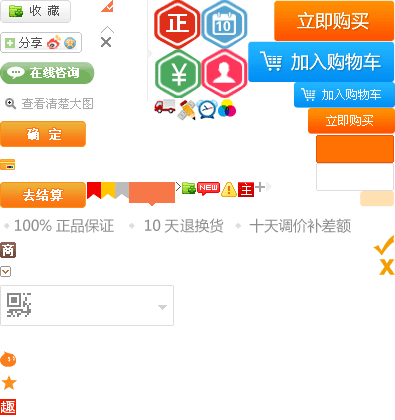 收 藏
正
10
立即购买
分享
¥
加入购物车
在线咨询
加入购物车
查看清楚大图
立即购买
确 定
去结算
NEW
主
100% 正品保证
10 天退换货
十天调价补差额
商
趣